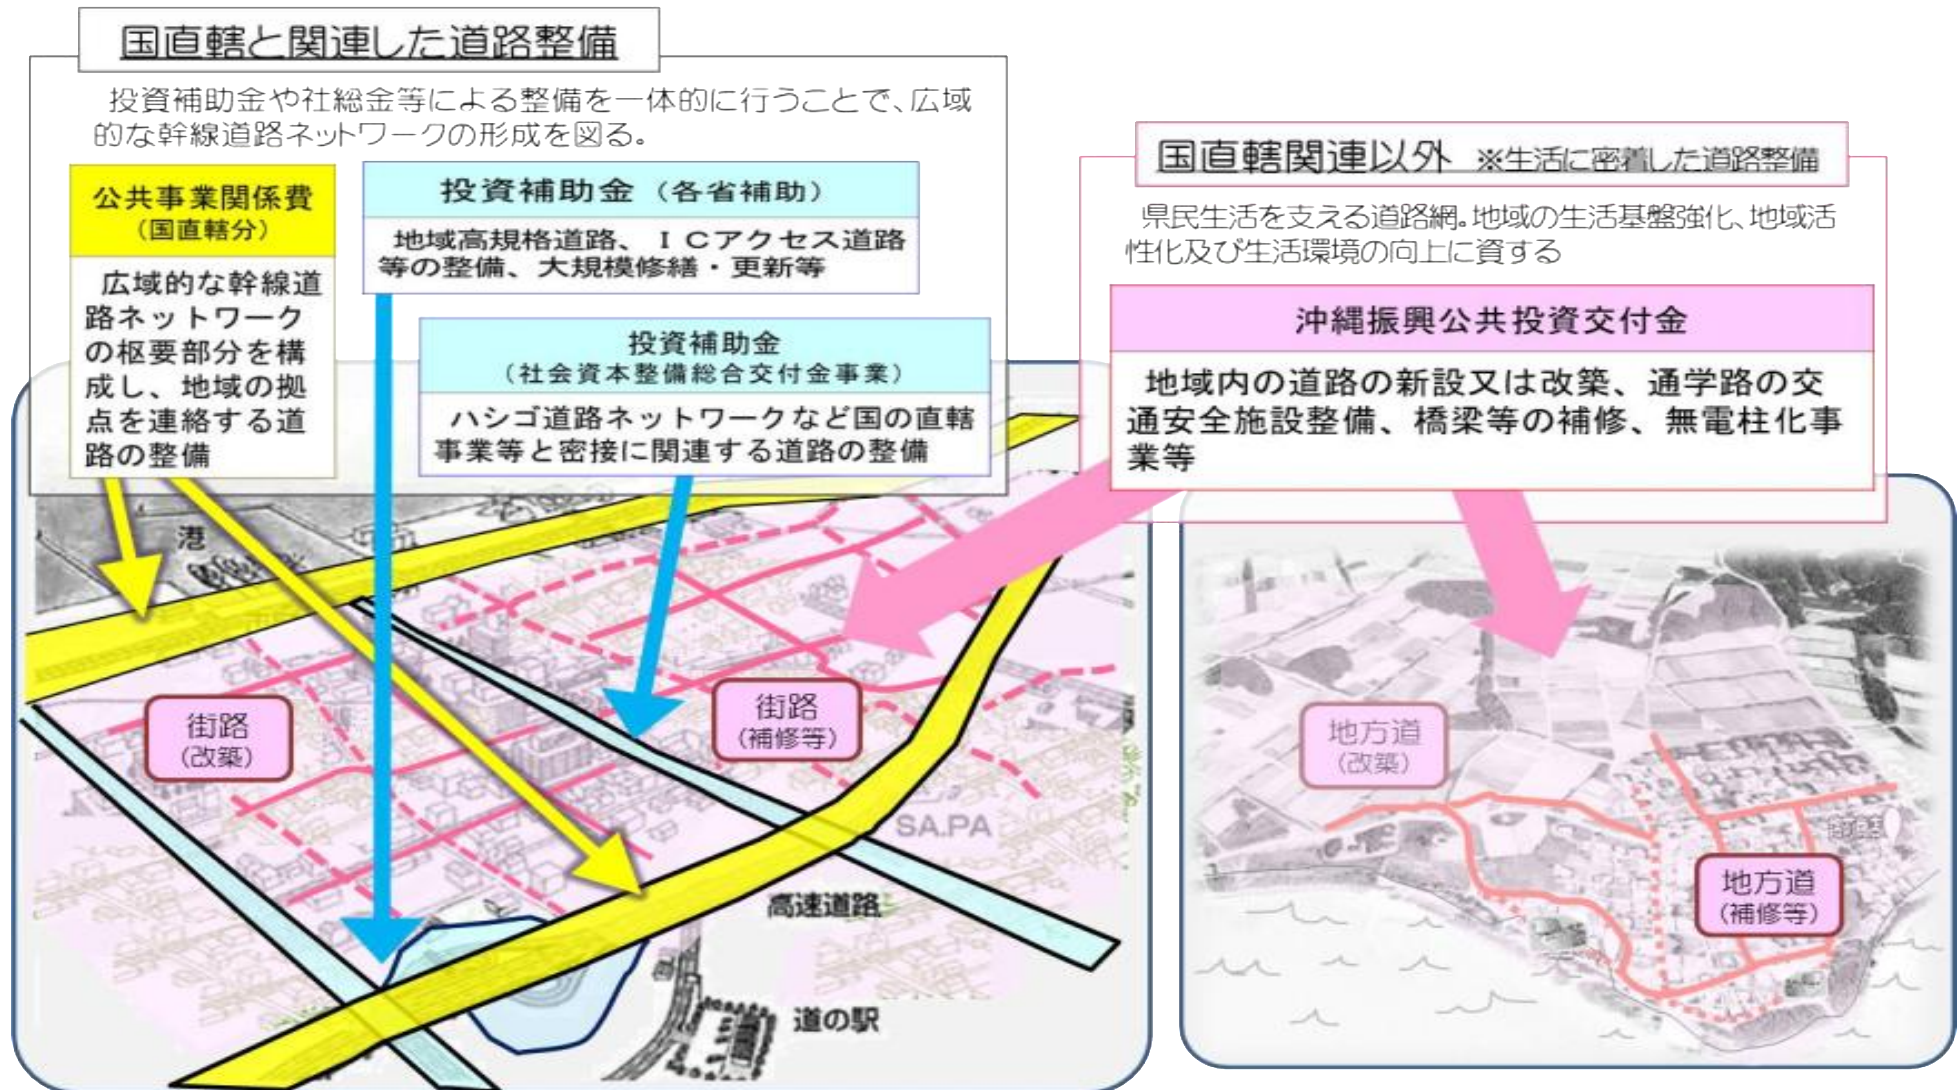 国直轄と関連した道路整備
投資補助金や社総金等による整備を一体的に行うことで、広域
的な幹線道路ネットワークの形成を図る。
公共事業関係費
（国直轄分）
広域的な幹線道
路ネットワーク
の枢要部分を構
成し、地域の拠
点を連絡する道
路の整備
投資補助金（各省補助）
地域高規格道路、ＩＣアクセス道路
等の整備、大規模修繕・更新等
投資補助金
（社会資本整備総合交付金事業）
ハシゴ道路ネットワークなど国の直轄
事業等と密接に関連する道路の整備
国直轄関連以外 ※生活に密着した道路整備
県民生活を支える道路網。地域の生活基盤強化、地域活
性化及び生活環境の向上に資する
沖縄振興公共投資交付金
地域内の道路の新設又は改築、通学路の交
通安全施設整備、橋梁等の補修、無電柱化事
業等
港
街路
（改築）
街路
（補修等）
SA.PA
高速道路
道の駅
地方道
（改築）
地方道
（補修等）